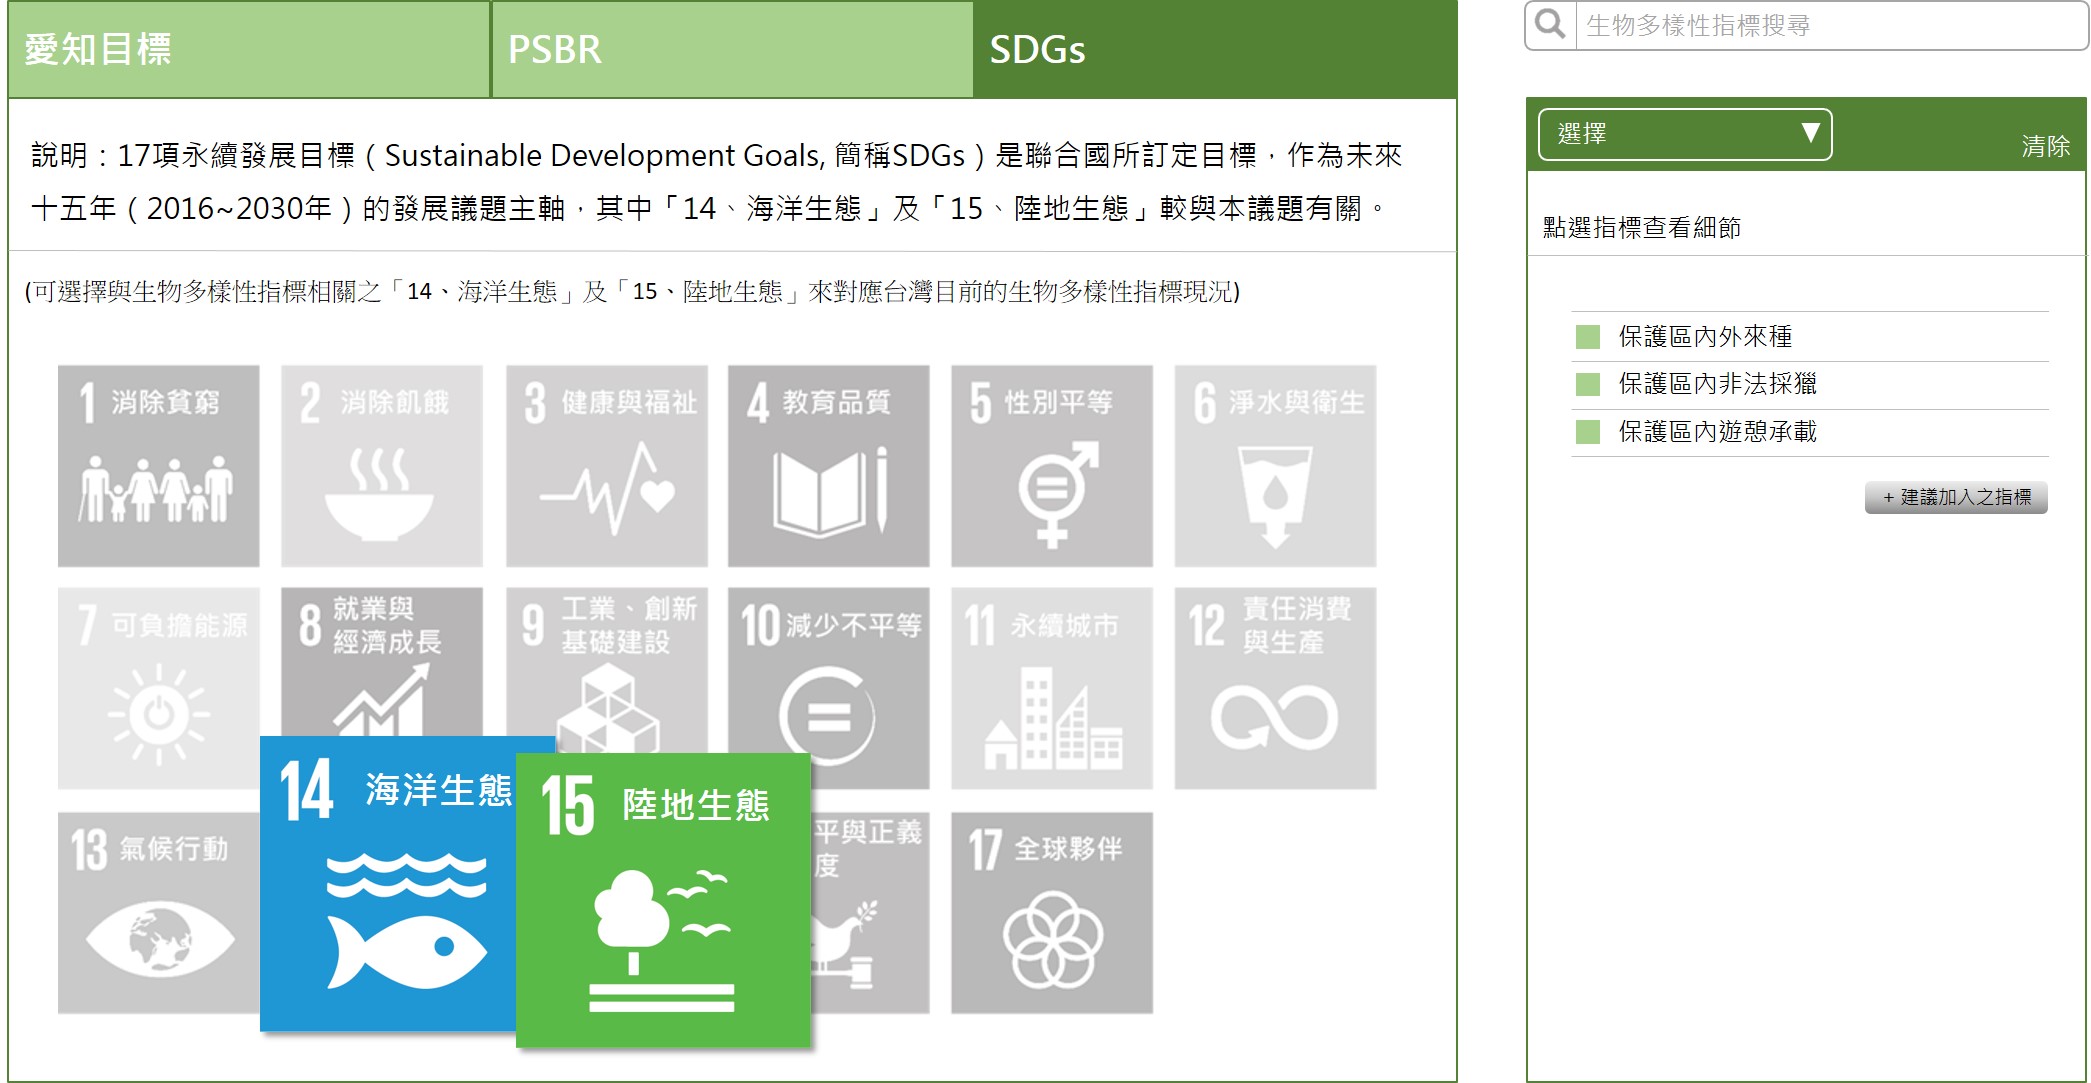 愛知目標
PSBR
SDGs
說明：17項永續發展目標（Sustainable Development Goals, 簡稱SDGs）是聯合國所訂定目標，作為未來
十五年（2016~2030年）的發展議題主軸，其中「14、海洋生態」及「15、陸地生態」較與本議題有關。
(可選擇與生物多樣性指標相關之「14、海洋生態」及「15、陸地生態」來對應台灣目前的生物多樣性指標現況)
1 消除貧窮
2 消除飢餓
3 健康與福祉
4 教育品質
5 性別平等
6 淨水與衛生
7 可負擔能源
8 就業與
經濟成長
9 工業、創新
基礎建設
10 減少不平等
11 永續城市
12 責任消費
與生產
13 氣候行動
14 海洋生態
15 陸地生態
平與正義
度
17 全球夥伴
生物多樣性指標搜尋
選擇
清除
點選指標查看細節
保護區內外來種
保護區內非法採獵
保護區內遊憩承載
+ 建議加入之指標